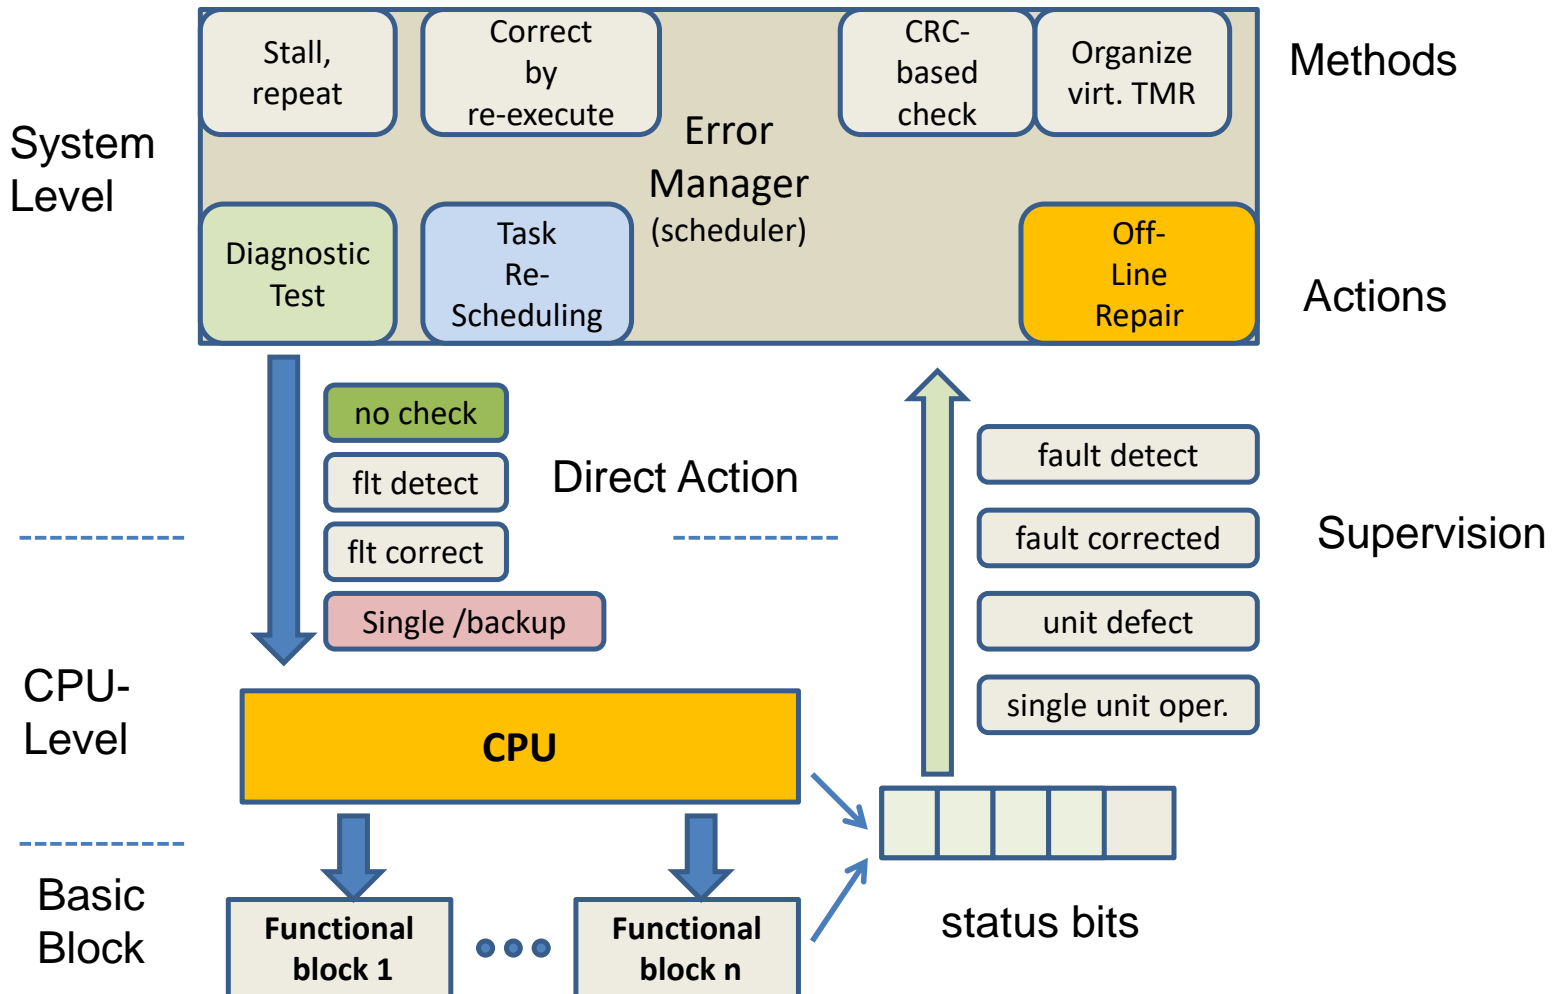 Stall,
repeat
Correct
by
re-execute
CRC-
based
check
Organize
virt. TMR
Methods
System
Level
Error
Manager
(scheduler)
Diagnostic
Test
Task
Re-
Scheduling
Off-
Line
Repair
Actions
no check
flt detect
flt correct
Single /backup
Direct Action
fault detect
fault corrected
unit defect
single unit oper.
Supervision
CPU-
Level
CPU
Basic
Block
Functional
block 1
Functional
block n
status bits